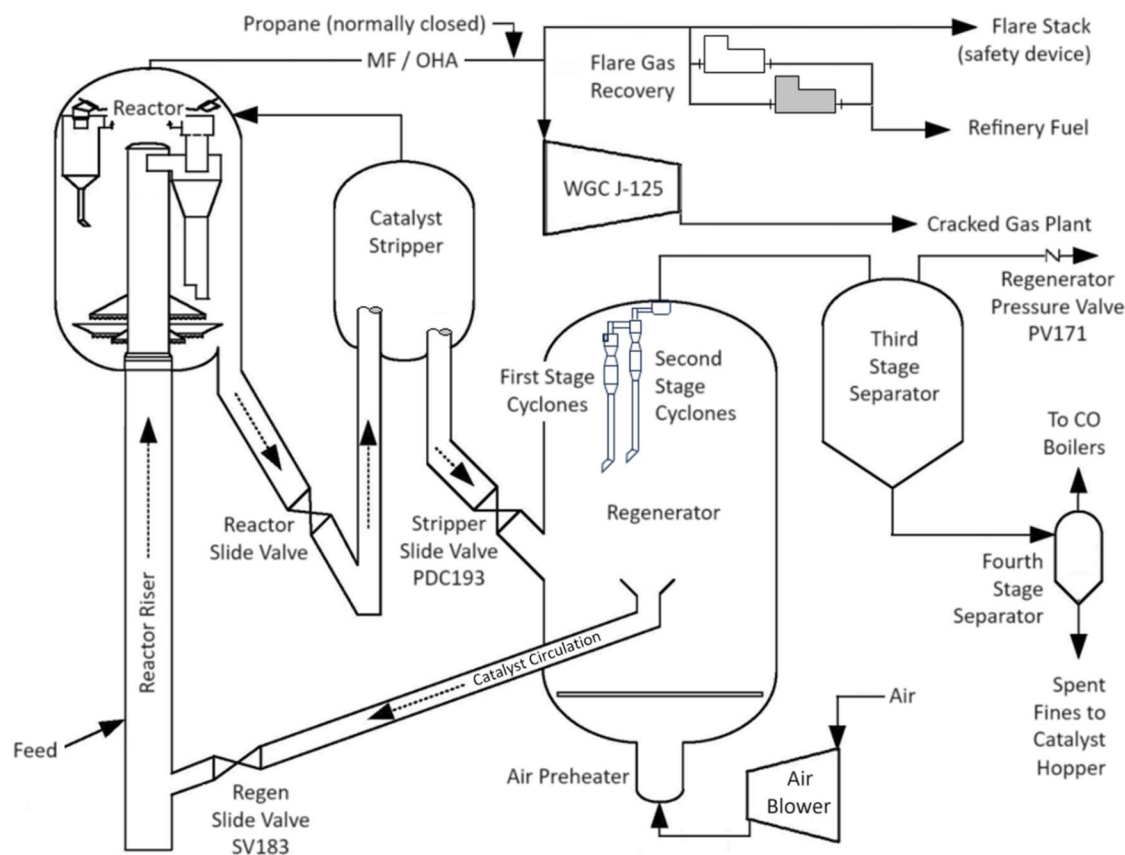 Propane (normally closed)
MF / OHA
Flare Stack
(safety device)
Flare Gas
Recovery
Refinery Fuel
Reactor
WGC J-125
Cracked Gas Plant
Catalyst
Stripper
Regenerator
Pressure Valve
PV171
Third
Stage
Separator
First Stage
Cyclones
Second
Stage
Cyclones
To CO
Boilers
Reactor
Slide Valve
Stripper
Slide Valve
PDC193
Regenerator
Fourth
Stage
Separator
Reactor Riser
Catalyst Circulation
Spent
Fines to
Catalyst
Hopper
Feed
Air
Air Preheater
Air
Blower
Regen
Slide Valve
SV183